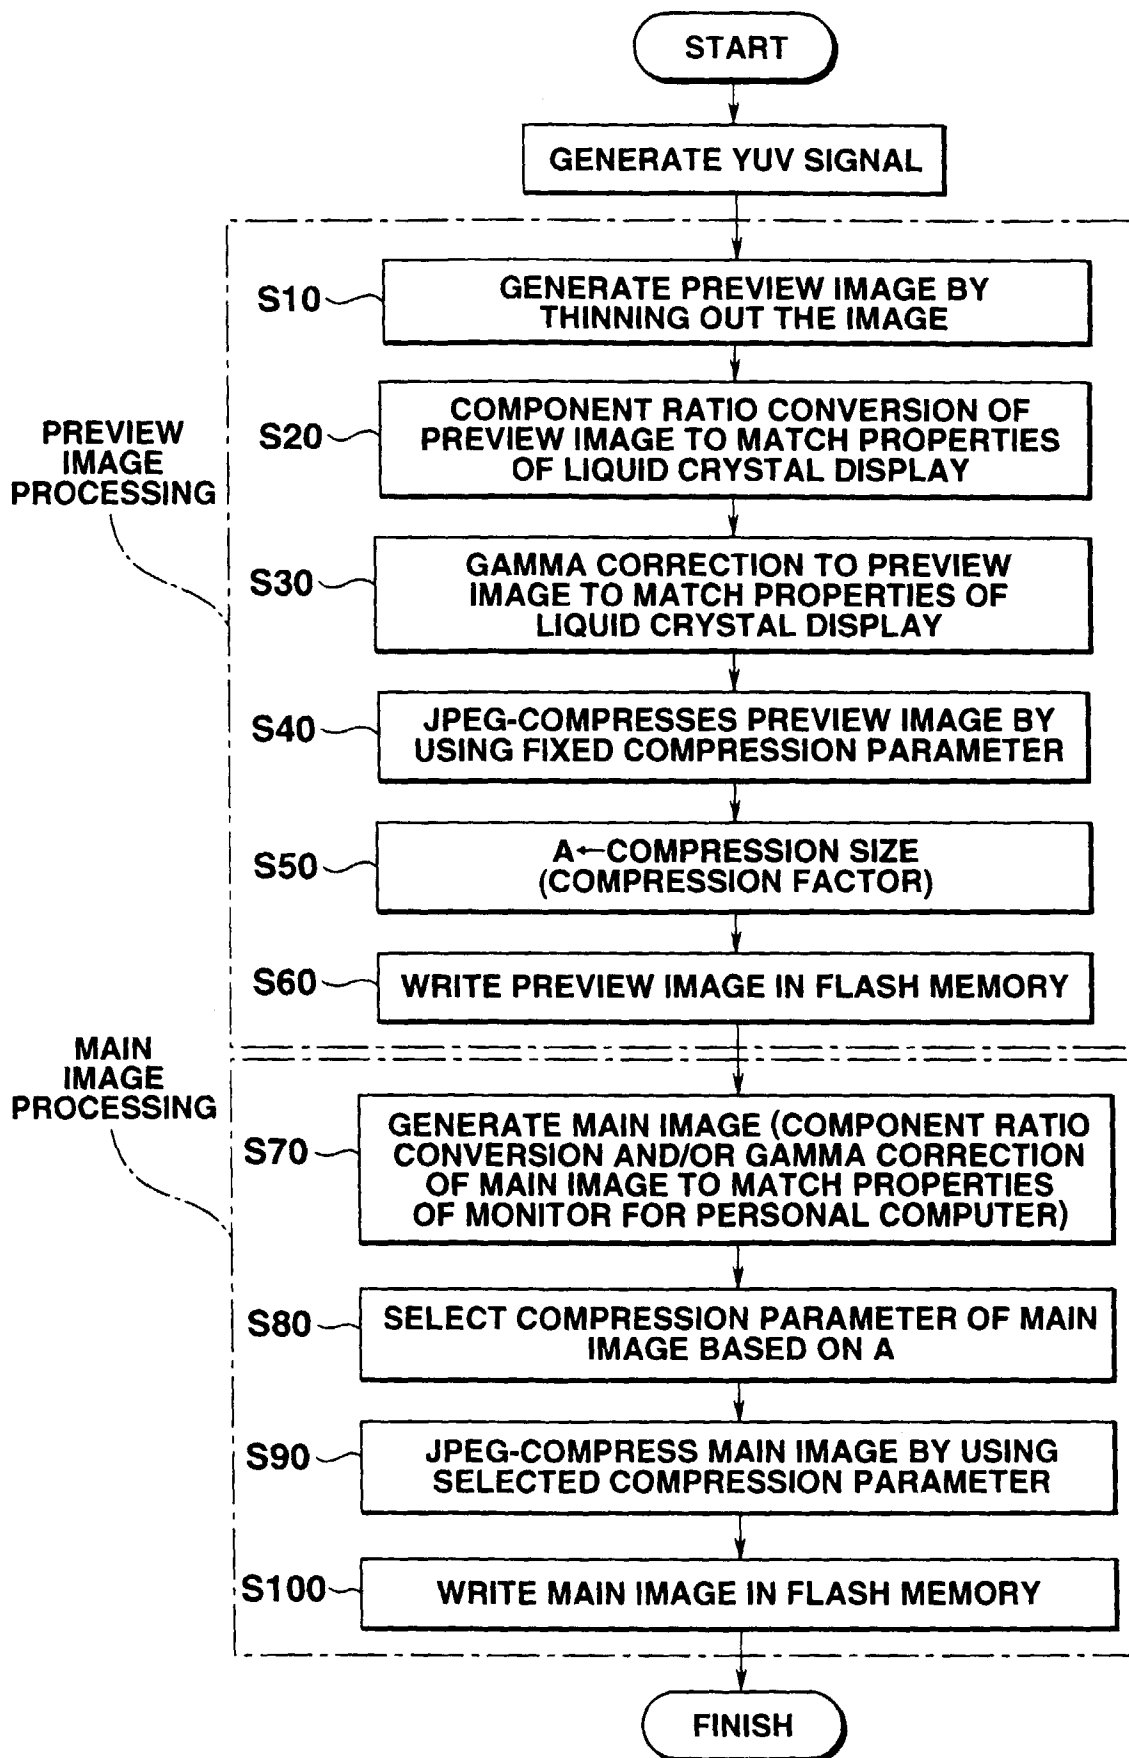 START
GENERATE YUV SIGNAL
S10
GENERATE PREVIEW IMAGE BY
THINNING OUT THE IMAGE
PREVIEW
IMAGE
PROCESSING
S20
COMPONENT RATIO CONVERSION OF
PREVIEW IMAGE TO MATCH PROPERTIES
OF LIQUID CRYSTAL DISPLAY
S30
GAMMA CORRECTION TO PREVIEW
IMAGE TO MATCH PROPERTIES OF
LIQUID CRYSTAL DISPLAY
S40
JPEG-COMPRESSES PREVIEW IMAGE BY
USING FIXED COMPRESSION PARAMETER
S50
A←COMPRESSION SIZE
(COMPRESSION FACTOR)
S60
WRITE PREVIEW IMAGE IN FLASH MEMORY
MAIN
IMAGE
PROCESSING
S70
GENERATE MAIN IMAGE (COMPONENT RATIO
CONVERSION AND/OR GAMMA CORRECTION
OF MAIN IMAGE TO MATCH PROPERTIES
OF MONITOR FOR PERSONAL COMPUTER)
S80
SELECT COMPRESSION PARAMETER OF MAIN
IMAGE BASED ON A
S90
JPEG-COMPRESS MAIN IMAGE BY USING
SELECTED COMPRESSION PARAMETER
S100
WRITE MAIN IMAGE IN FLASH MEMORY
FINISH